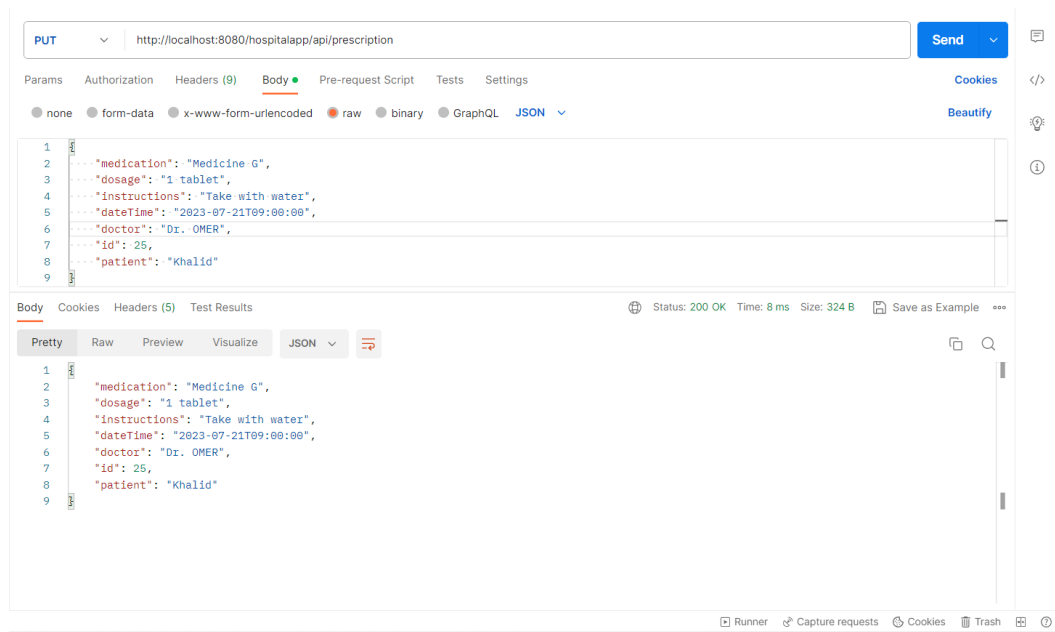 PUT http://localhost:8080/hospitalapp/api/prescription Send
Params Authorization Headers (9) Body Pre-request Script Tests Settings Cookies
none form-data x-www-form-urlencoded raw binary GraphQL JSON Beautify
1 {
2 "medication": "Medicine G",
3 "dosage": "1 tablet",
4 "instructions": "Take with water",
5 "dateTime": "2023-07-21T09:00:00",
6 "doctor": "Dr. OMER",
7 "id": 25,
8 "patient": "Khalid"
9 }
Body Cookies Headers (5) Test Results Status: 200 OK Time: 8 ms Size: 324 B Save as Example
Pretty Raw Preview Visualize JSON
1 {
2 "medication": "Medicine G",
3 "dosage": "1 tablet",
4 "instructions": "Take with water",
5 "dateTime": "2023-07-21T09:00:00",
6 "doctor": "Dr. OMER",
7 "id": 25,
8 "patient": "Khalid"
9 }
Runner Capture requests Cookies Trash